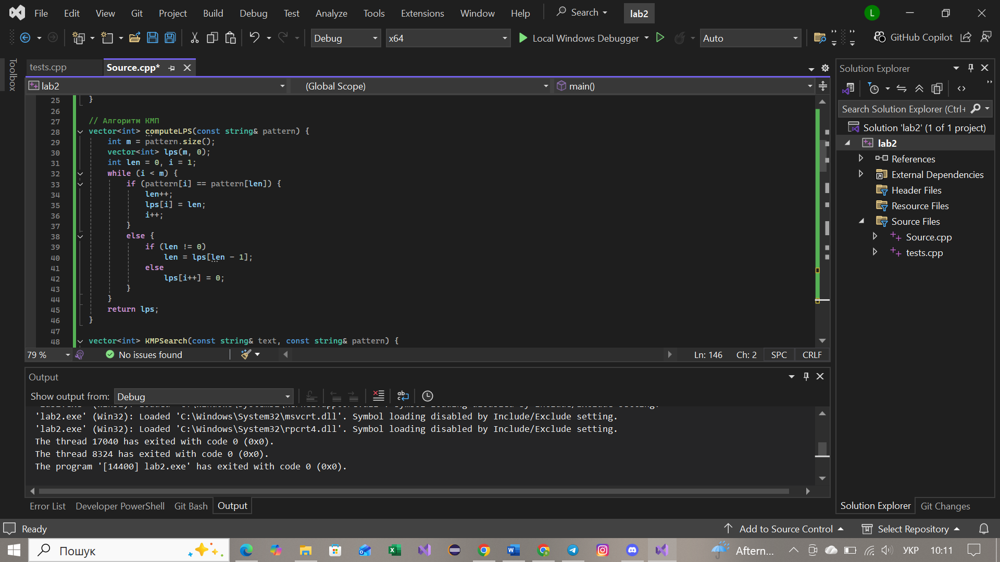 File Edit View Git Project Build Debug Test Analyze Tools Extensions Window Help Search lab2 L
Debug x64 Local Windows Debugger Auto GitHub Copilot
Toolbox
tests.cpp Source.cpp*
lab2 (Global Scope) main()
25 }
26
27 // Алгоритм КМП
28 vector<int> computeLPS(const string& pattern) {
29 int m = pattern.size();
30 vector<int> lps(m, 0);
31 int len = 0, i = 1;
32 while (i < m) {
33 if (pattern[i] == pattern[len]) {
34 len++;
35 lps[i] = len;
36 i++;
37 }
38 else {
39 if (len != 0)
40 len = lps[len - 1];
41 else
42 lps[i++] = 0;
43 }
44 }
45 return lps;
46 }
47
48 vector<int> KMPSearch(const string& text, const string& pattern) {
79 % No issues found Ln: 146 Ch: 2 SPC CRLF
Output
Show output from: Debug
'lab2.exe' (Win32): Loaded 'C:\Windows\System32\msvcrt.dll'. Symbol loading disabled by Include/Exclude setting.
'lab2.exe' (Win32): Loaded 'C:\Windows\System32\rpcrt4.dll'. Symbol loading disabled by Include/Exclude setting.
The thread 17040 has exited with code 0 (0x0).
The thread 8324 has exited with code 0 (0x0).
The program '[14400] lab2.exe' has exited with code 0 (0x0).
Error List Developer PowerShell Git Bash Output
Solution Explorer
Search Solution Explorer (Ctrl+
Solution 'lab2' (1 of 1 project)
lab2
References
External Dependencies
Header Files
Resource Files
Source Files
Source.cpp
tests.cpp
Solution Explorer Git Changes
Ready Add to Source Control Select Repository
Пошук Aftern... УКР 10:11